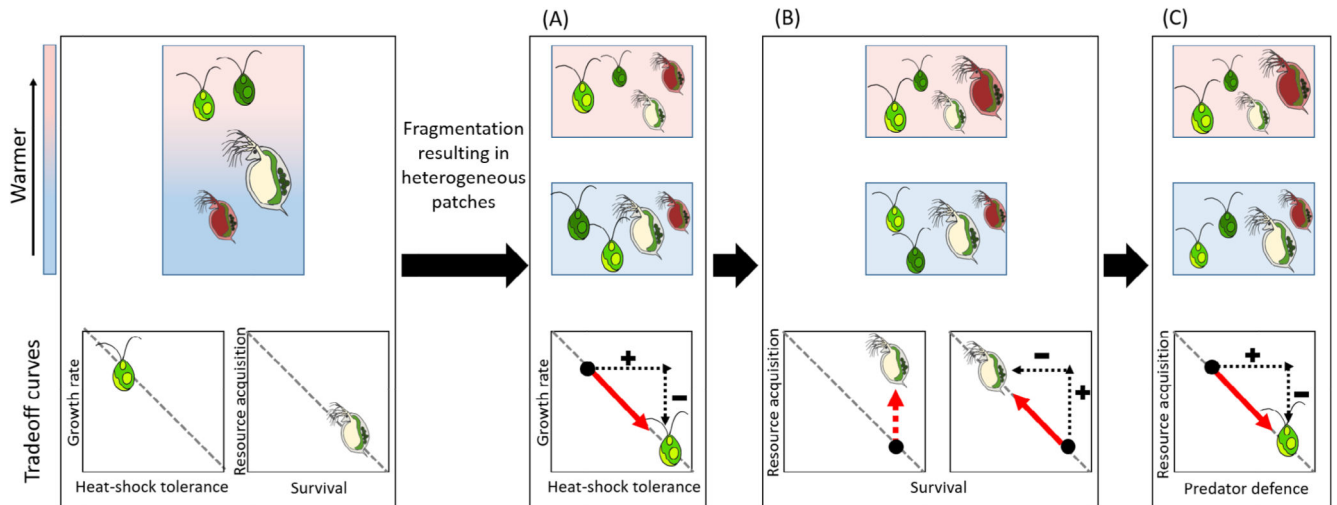 (A)
(B)
(C)
Warmer
Fragmentation
resulting in
heterogeneous
patches
Tradeoff curves
Growth rate
Heat-shock tolerance
Resource acquisition
Survival
Growth rate
+
−
Heat-shock tolerance
Resource acquisition
−
+
Survival
Resource acquisition
+
−
Predator defence